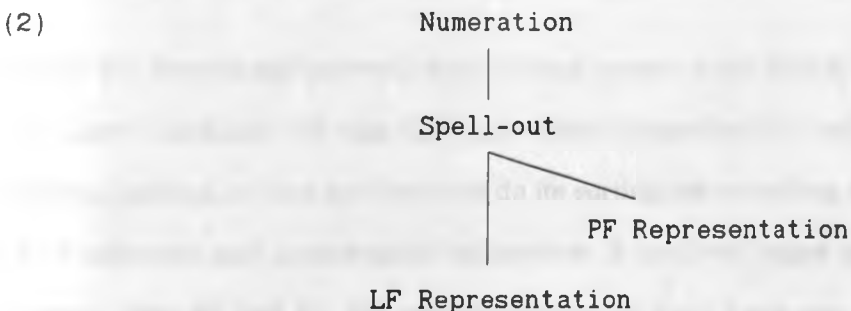 (2)
Numeration
Spell-out
PF Representation
LF Representation